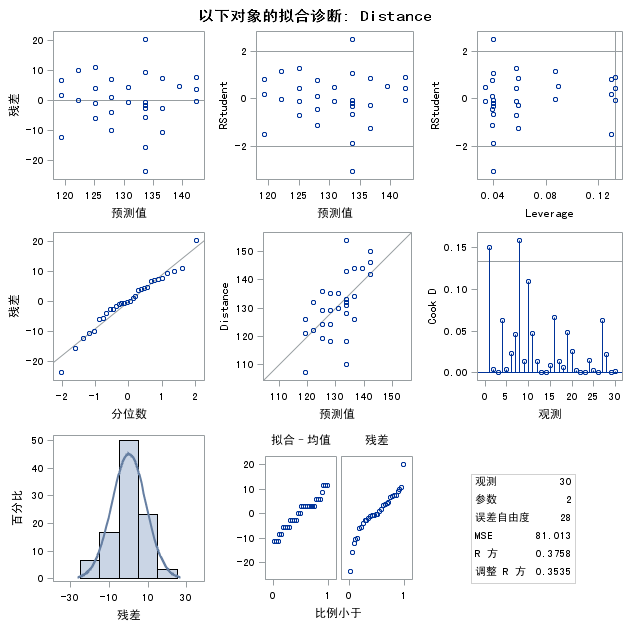 以下对象的拟合诊断: Distance
残差
20
10
0
-10
-20
120 125 130 135 140
预测值
RStudent
2
0
-2
120 125 130 135 140
预测值
RStudent
2
0
-2
0.04 0.08 0.12
Leverage
残差
20
10
0
-10
-20
-2 -1 0 1 2
分位数
Distance
150
140
130
120
110
110 120 130 140 150
预测值
Cook D
0.15
0.10
0.05
0.00
0 5 10 15 20 25 30
观测
百分比
50
40
30
20
10
0
-30 -10 10 30
残差
拟合-均值 残差
20
10
0
-10
-20
0 1 0 1
比例小于
观测 30
参数 2
误差自由度 28
MSE 81.013
R 方 0.3758
调整 R 方 0.3535